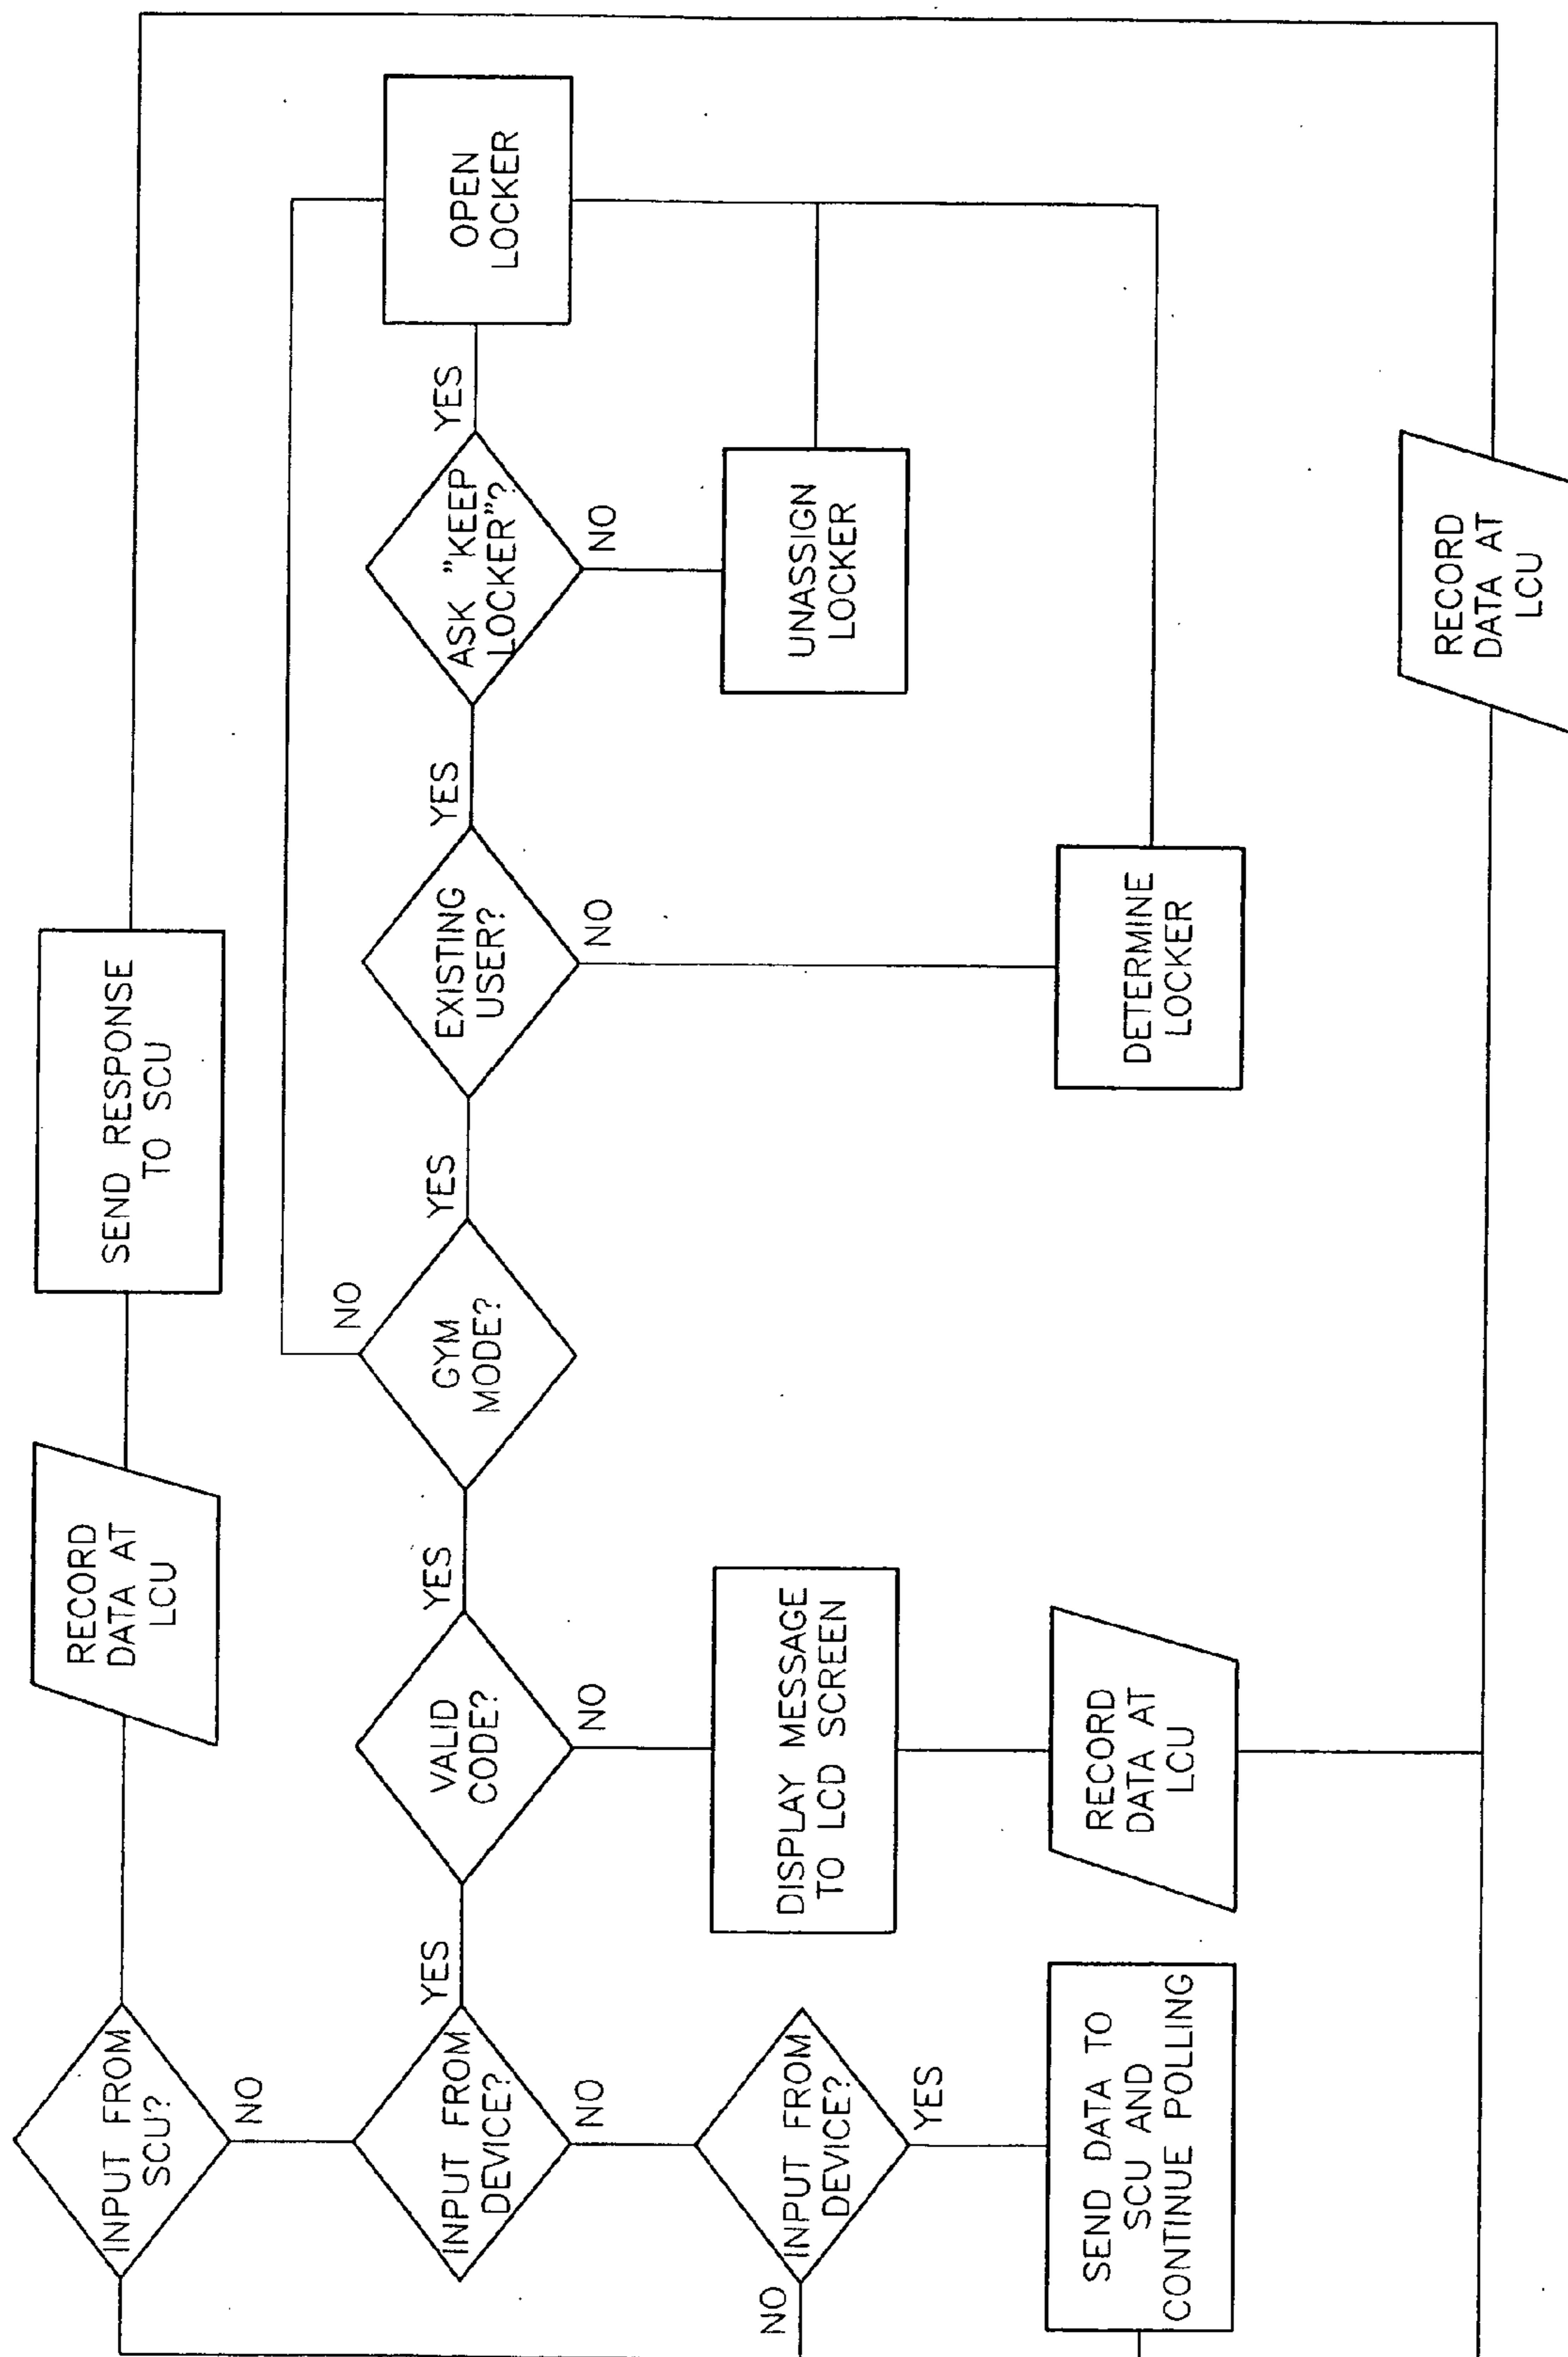 INPUT FROM
SCU?
NO
RECORD
DATA AT
LCU
SEND RESPONSE
TO SCU
INPUT FROM
DEVICE?
YES
NO
VALID
CODE?
YES
NO
GYM
MODE?
NO
YES
EXISTING
USER?
YES
NO
ASK "KEEP
LOCKER"?
YES
NO
OPEN
LOCKER
INPUT FROM
DEVICE?
NO
YES
DISPLAY MESSAGE
TO LCD SCREEN
UNASSIGN
LOCKER
SEND DATA TO
SCU AND
CONTINUE POLLING
RECORD
DATA AT
LCU
DETERMINE
LOCKER
RECORD
DATA AT
LCU